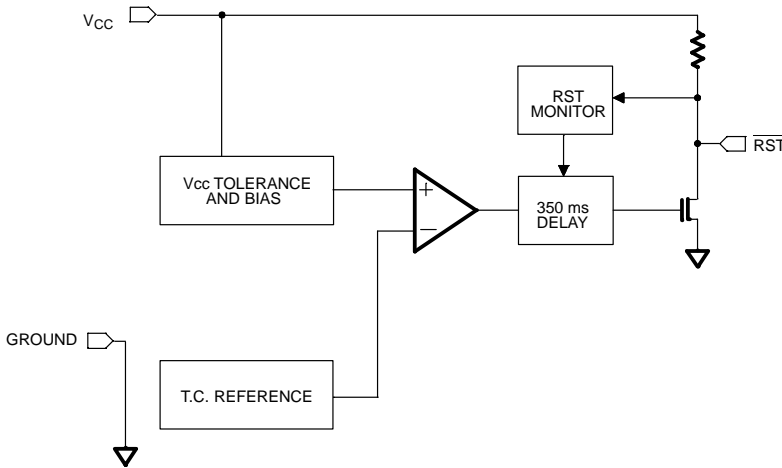 VCC
RST
MONITOR
RST
Vcc TOLERANCE
AND BIAS
+
350 ms
DELAY
−
GROUND
T.C. REFERENCE